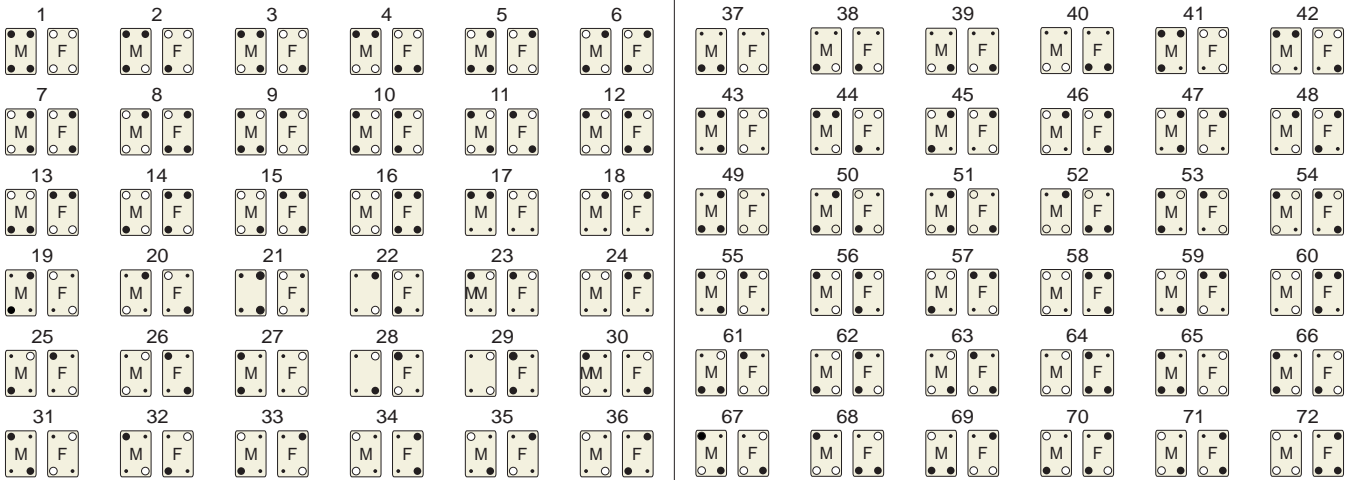 1 2 3 4 5 6
M F M F M F M F M F M F
7 8 9 10 11 12
M F M F M F M F M F M F
13 14 15 16 17 18
M F M F M F M F M F M F
19 20 21 22 23 24
M F M F F F MM F M F
25 26 27 28 29 30
M F M F M F F F MM F
31 32 33 34 35 36
M F M F M F M F M F M F
37 38 39 40 41 42
M F M F M F M F M F M F
43 44 45 46 47 48
M F M F M F M F M F M F
49 50 51 52 53 54
M F M F M F M F M F M F
55 56 57 58 59 60
M F M F M F M F M F M F
61 62 63 64 65 66
M F M F M F M F M F M F
67 68 69 70 71 72
M F M F M F M F M F M F